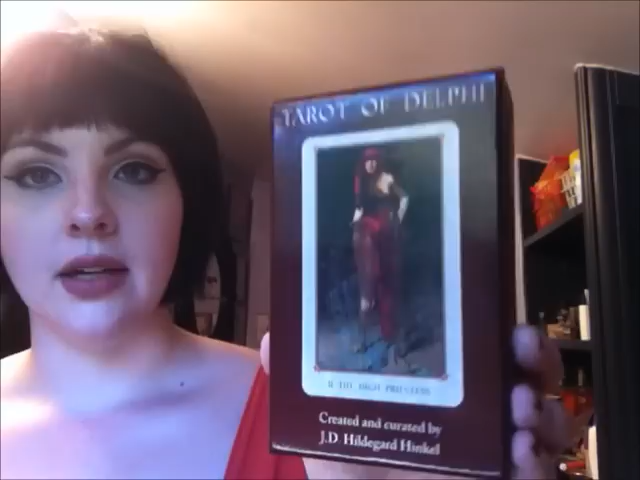 TAROT OF DELPHI
II THE HIGH PRIESTESS
Created and curated by
J.D. Hildegard Hinkel